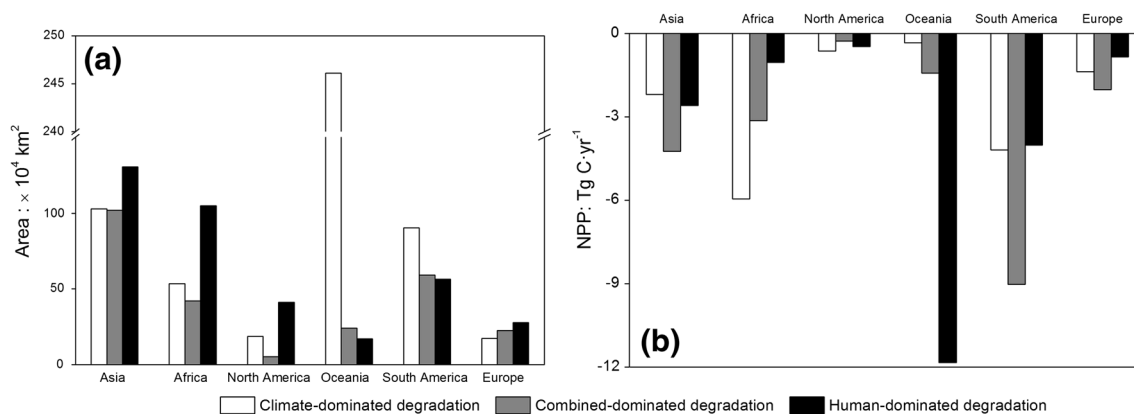 (a)
250
245
240
100
50
0
Area : × 10⁴ km²
Asia Africa North America Oceania South America Europe
(b)
Asia Africa North America Oceania South America Europe
0
-3
-6
-9
-12
NPP: Tg C·yr⁻¹
Climate-dominated degradation Combined-dominated degradation Human-dominated degradation